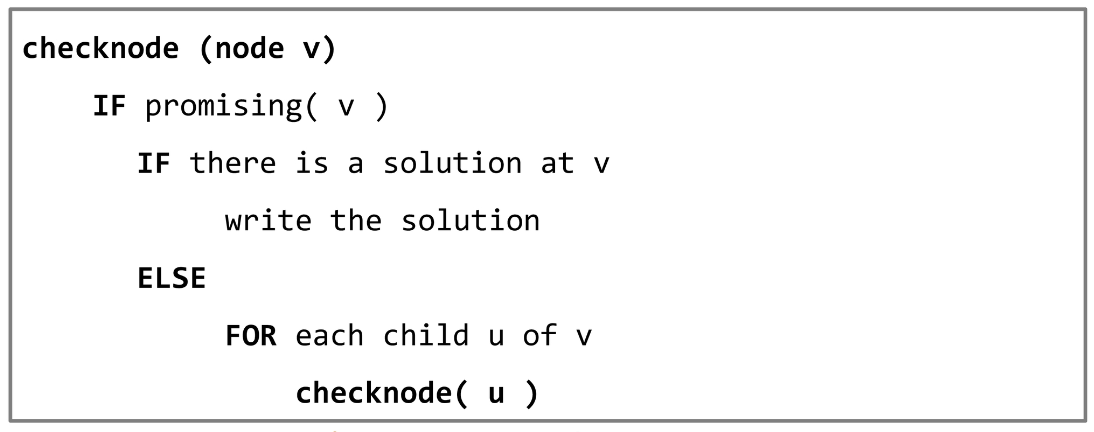 checknode (node v)
IF promising( v )
IF there is a solution at v
write the solution
ELSE
FOR each child u of v
checknode( u )